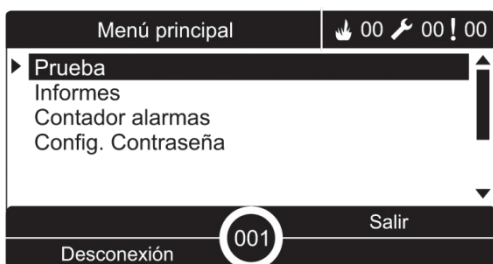 Menú principal 00 00 00
Prueba
Informes
Contador alarmas
Config. Contraseña
Salir
001
Desconexión